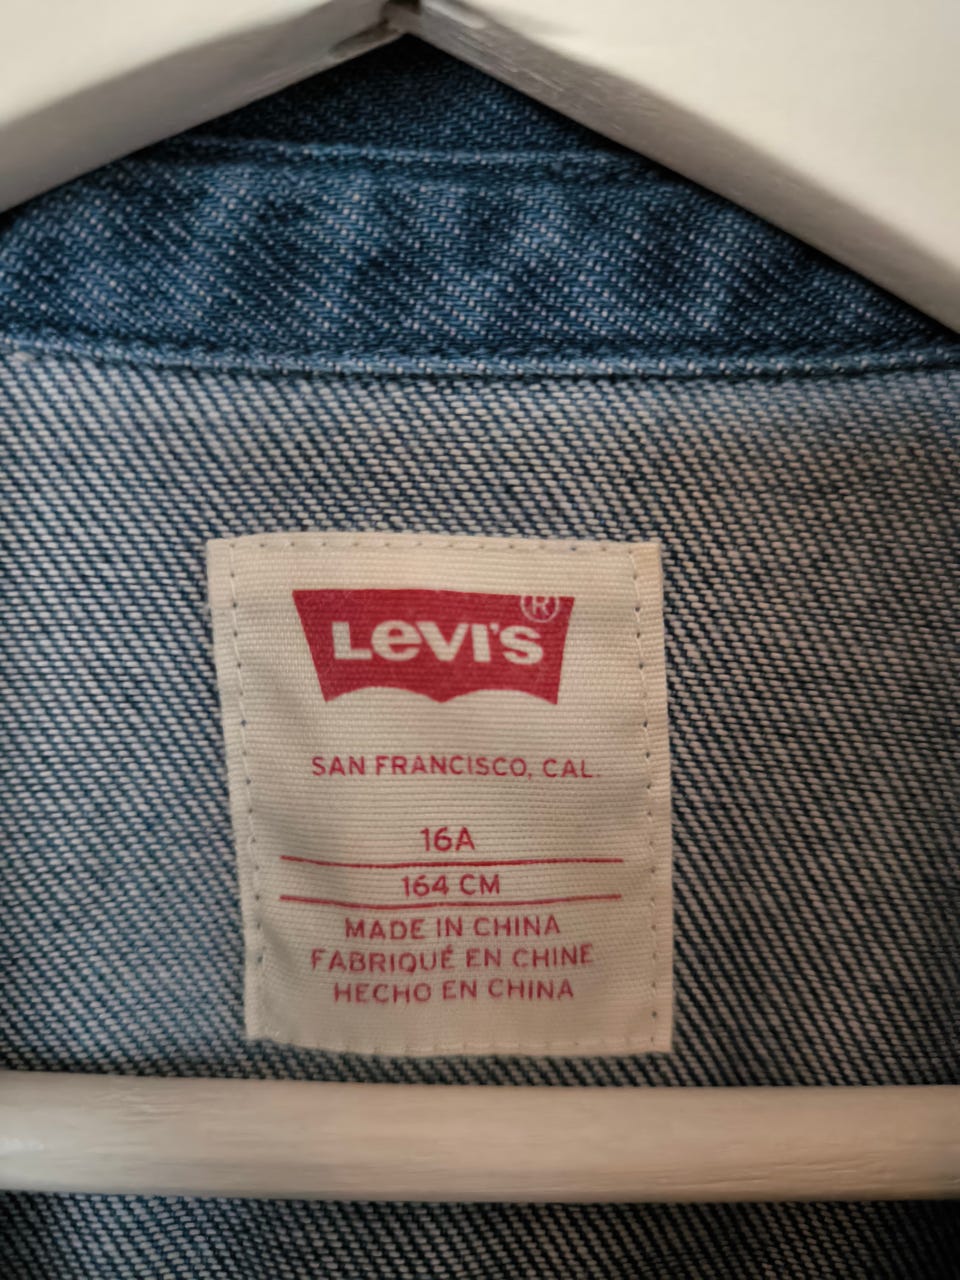 LEVI'S®
SAN FRANCISCO, CAL.
16A
164 CM
MADE IN CHINA
FABRIQUÉ EN CHINE
HECHO EN CHINA